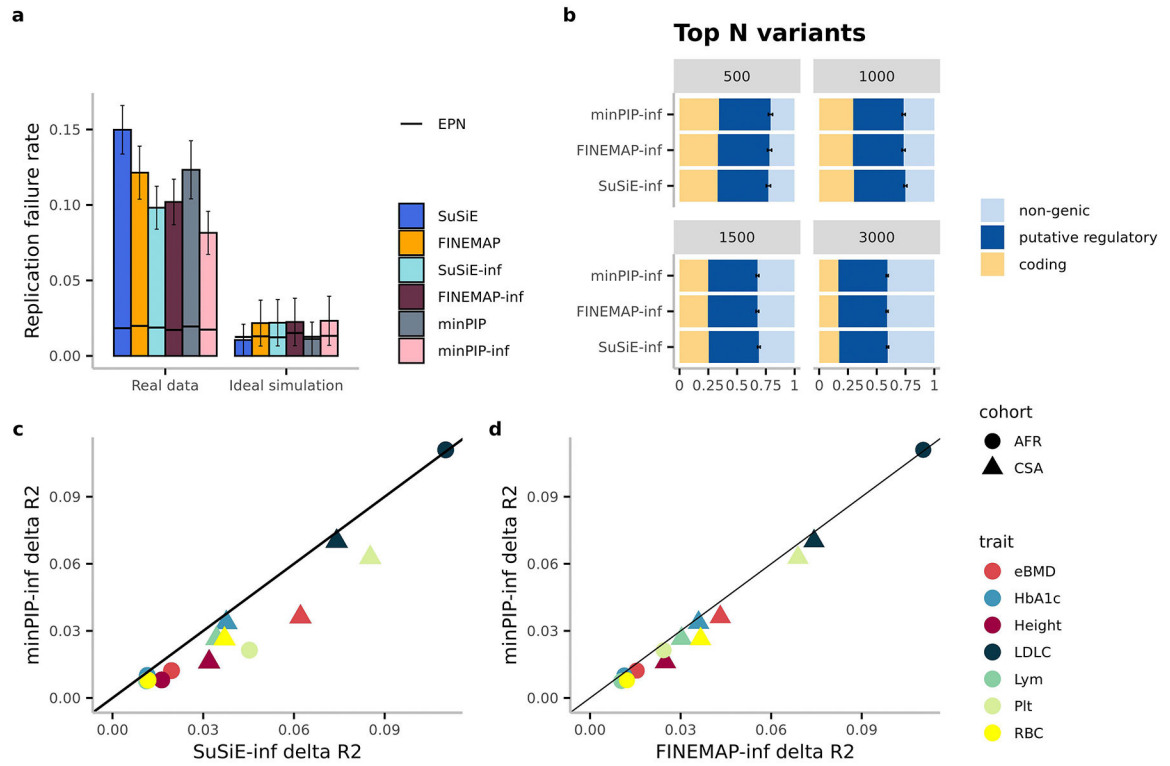 a
Replication failure rate
0.15
0.10
0.05
0.00
Real data
Ideal simulation
EPN
SuSiE
FINEMAP
SuSiE-inf
FINEMAP-inf
minPIP
minPIP-inf
b
Top N variants
500
1000
minPIP-inf
FINEMAP-inf
SuSiE-inf
1500
3000
minPIP-inf
FINEMAP-inf
SuSiE-inf
0 0.25 0.50 0.75 1
0 0.25 0.50 0.75 1
non-genic
putative regulatory
coding
c
minPIP-inf delta R2
0.09
0.06
0.03
0.00
0.00 0.03 0.06 0.09
SuSiE-inf delta R2
d
minPIP-inf delta R2
0.09
0.06
0.03
0.00
0.00 0.03 0.06 0.09
FINEMAP-inf delta R2
cohort
AFR
CSA
trait
eBMD
HbA1c
Height
LDLC
Lym
Plt
RBC